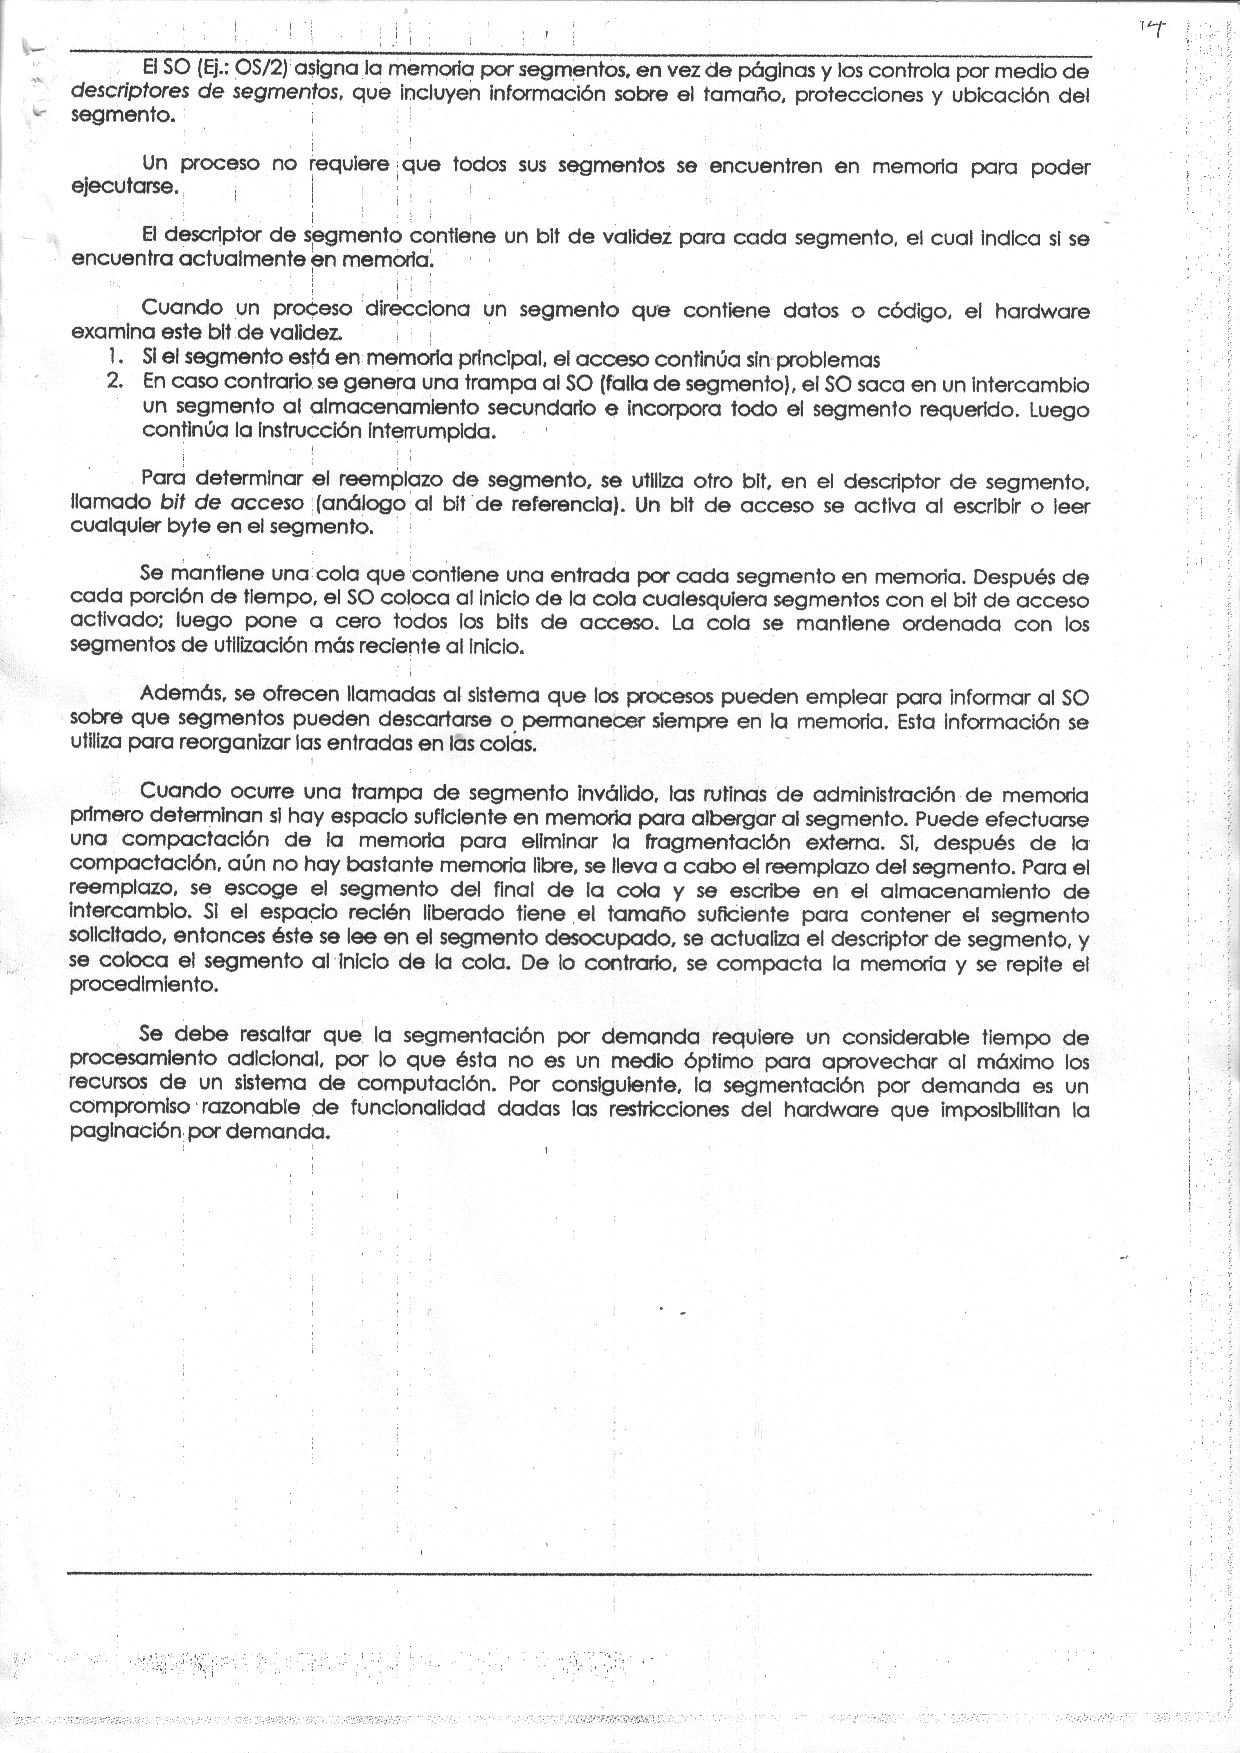 14
El SO (Ej.: OS/2) asigna la memoria por segmentos, en vez de páginas y los controla por medio de
descriptores de segmentos, que incluyen información sobre el tamaño, protecciones y ubicación del
segmento.
Un proceso no requiere que todos sus segmentos se encuentren en memoria para poder
ejecutarse.
El descriptor de segmento contiene un bit de validez para cada segmento, el cual indica si se
encuentra actualmente en memoria.
Cuando un proceso direcciona un segmento que contiene datos o código, el hardware
examina este bit de validez.
1. Si el segmento está en memoria principal, el acceso continúa sin problemas
2. En caso contrario se genera una trampa al SO (falla de segmento), el SO saca en un intercambio
un segmento al almacenamiento secundario e incorpora todo el segmento requerido. Luego
continúa la instrucción interrumpida.
Para determinar el reemplazo de segmento, se utiliza otro bit, en el descriptor de segmento,
llamado bit de acceso (análogo al bit de referencia). Un bit de acceso se activa al escribir o leer
cualquier byte en el segmento.
Se mantiene una cola que contiene una entrada por cada segmento en memoria. Después de
cada porción de tiempo, el SO coloca al inicio de la cola cualesquiera segmentos con el bit de acceso
activado; luego pone a cero todos los bits de acceso. La cola se mantiene ordenada con los
segmentos de utilización más reciente al inicio.
Además, se ofrecen llamadas al sistema que los procesos pueden emplear para informar al SO
sobre que segmentos pueden descartarse o permanecer siempre en la memoria. Esta información se
utiliza para reorganizar las entradas en las colas.
Cuando ocurre una trampa de segmento inválido, las rutinas de administración de memoria
primero determinan si hay espacio suficiente en memoria para albergar al segmento. Puede efectuarse
una compactación de la memoria para eliminar la fragmentación externa. Si, después de la
compactación, aún no hay bastante memoria libre, se lleva a cabo el reemplazo del segmento. Para el
reemplazo, se escoge el segmento del final de la cola y se escribe en el almacenamiento de
intercambio. Si el espacio recién liberado tiene el tamaño suficiente para contener el segmento
solicitado, entonces éste se lee en el segmento desocupado, se actualiza el descriptor de segmento, y
se coloca el segmento al inicio de la cola. De lo contrario, se compacta la memoria y se repite el
procedimiento.
Se debe resaltar que la segmentación por demanda requiere un considerable tiempo de
procesamiento adicional, por lo que ésta no es un medio óptimo para aprovechar al máximo los
recursos de un sistema de computación. Por consiguiente, la segmentación por demanda es un
compromiso razonable de funcionalidad dadas las restricciones del hardware que imposibilitan la
paginación por demanda.